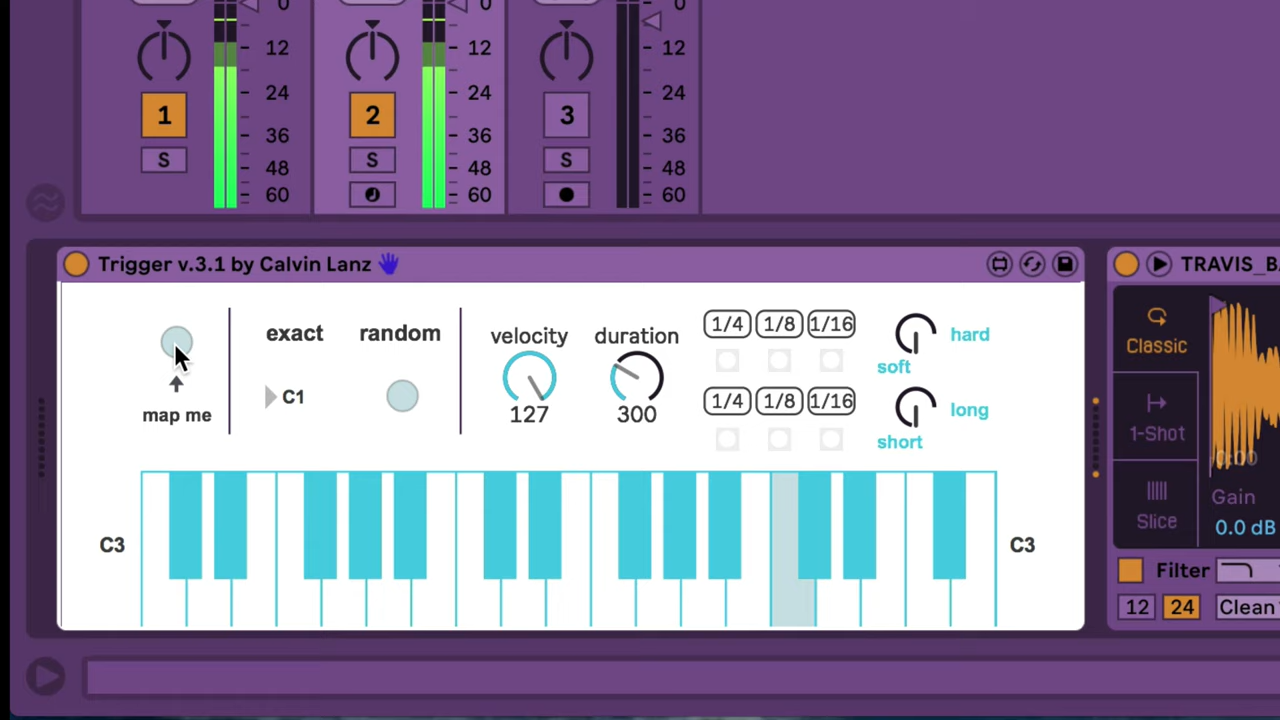 0 0 0
12 12 12
24 24 24
1 2 3
36 36 36
S S S
48 48 48
60 60 60
Trigger v.3.1 by Calvin Lanz
TRAVIS_B
map me
exact random
C1
velocity duration
127 300
1/4 1/8 1/16
1/4 1/8 1/16
hard
soft
long
short
C3 C3
Classic
1-Shot
Slice
0:00
Gain
0.0 dB
Filter
12 24 Clean